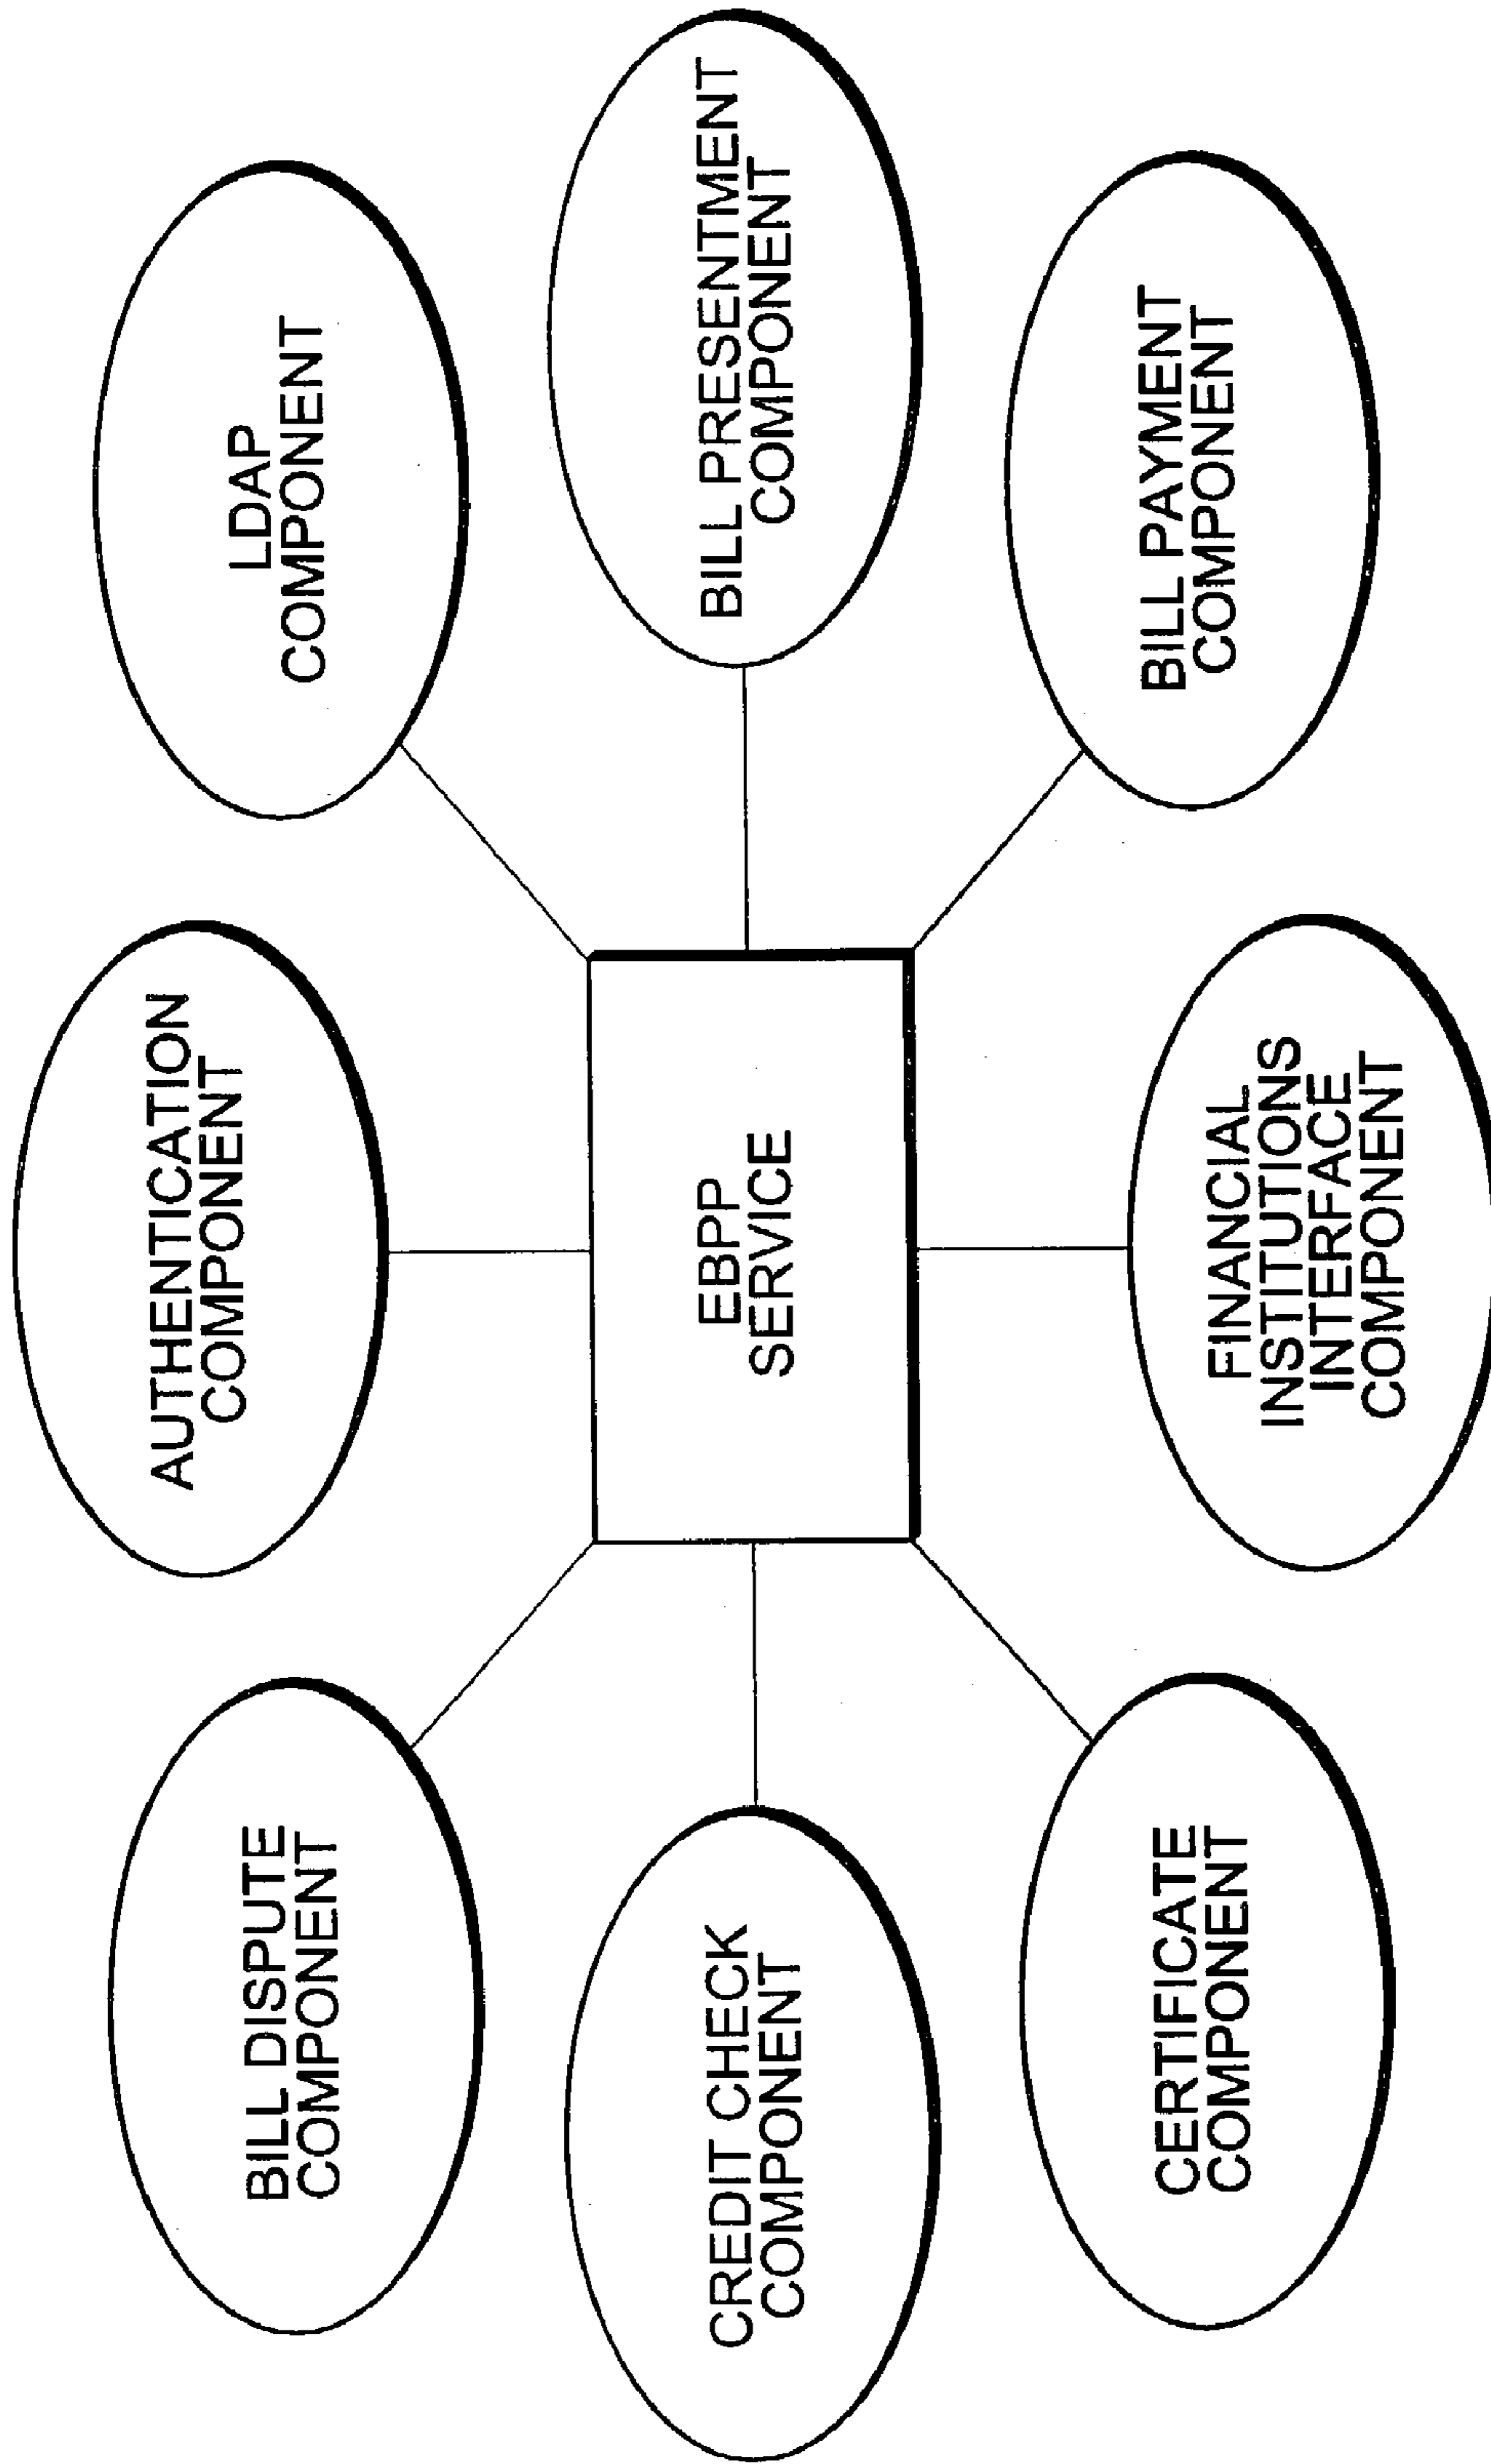 AUTHENTICATION
COMPONENT
BILL DISPUTE
COMPONENT
LDAP
COMPONENT
CREDIT CHECK
COMPONENT
EBPP
SERVICE
BILL PRESENTMENT
COMPONENT
CERTIFICATE
COMPONENT
BILL PAYMENT
COMPONENT
FINANCIAL
INSTITUTIONS
INTERFACE
COMPONENT